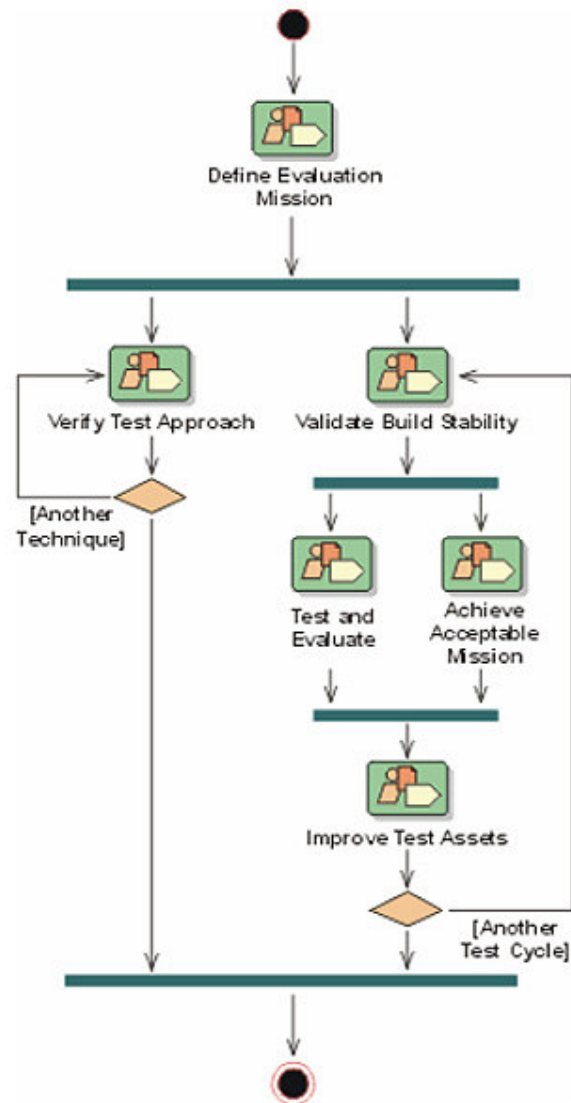 Define Evaluation
Mission
Verify Test Approach
[Another
Technique]
Validate Build Stability
Test and
Evaluate
Achieve
Acceptable
Mission
Improve Test Assets
[Another
Test Cycle]